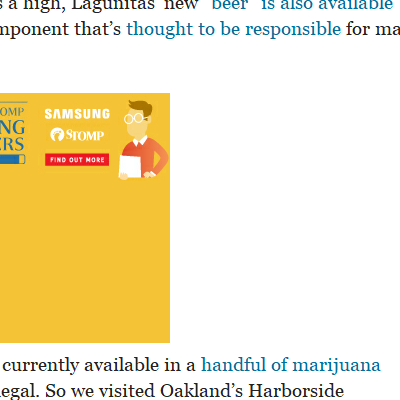 s a high, Lagunitas' new "beer" is also available
mponent that's thought to be responsible for ma
OMP
SAMSUNG
NG
STOMP
ERS
FIND OUT MORE
currently available in a handful of marijuana
egal. So we visited Oakland's Harborside